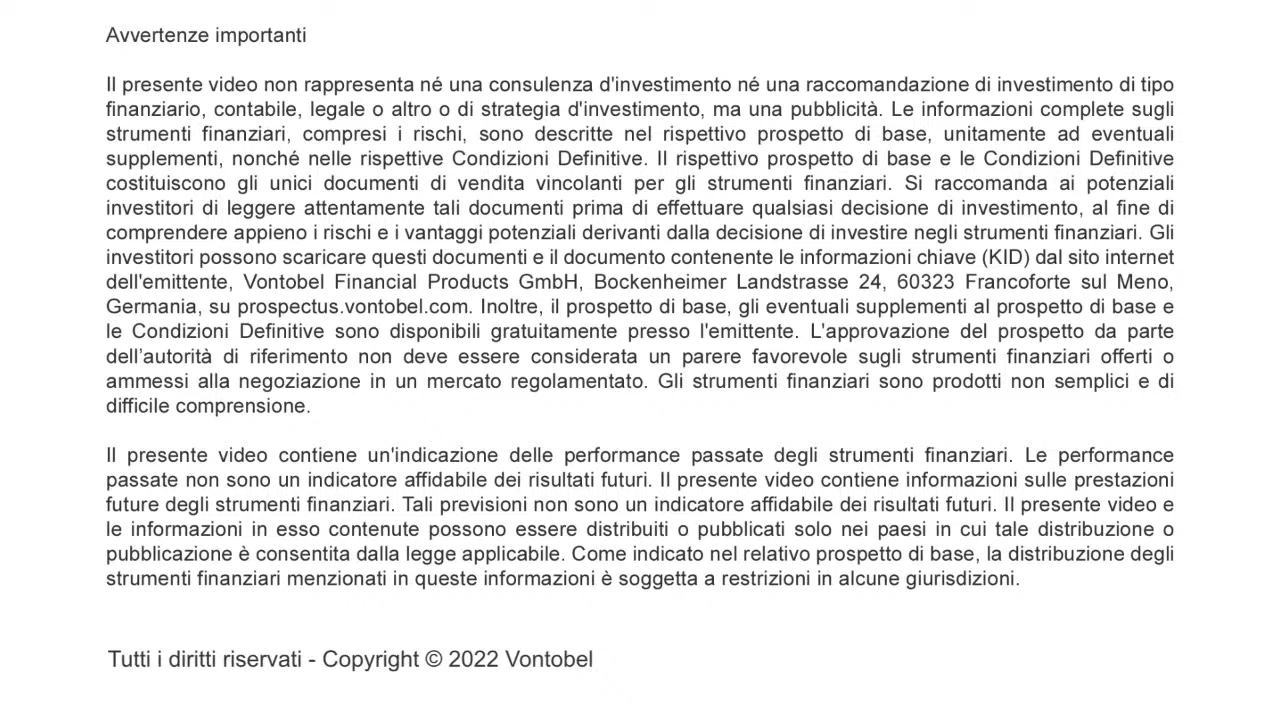 Avvertenze importanti
Il presente video non rappresenta né una consulenza d'investimento né una raccomandazione di investimento di tipo
finanziario, contabile, legale o altro o di strategia d'investimento, ma una pubblicità. Le informazioni complete sugli
strumenti finanziari, compresi i rischi, sono descritte nel rispettivo prospetto di base, unitamente ad eventuali
supplementi, nonché nelle rispettive Condizioni Definitive. Il rispettivo prospetto di base e le Condizioni Definitive
costituiscono gli unici documenti di vendita vincolanti per gli strumenti finanziari. Si raccomanda ai potenziali
investitori di leggere attentamente tali documenti prima di effettuare qualsiasi decisione di investimento, al fine di
comprendere appieno i rischi e i vantaggi potenziali derivanti dalla decisione di investire negli strumenti finanziari. Gli
investitori possono scaricare questi documenti e il documento contenente le informazioni chiave (KID) dal sito internet
dell'emittente, Vontobel Financial Products GmbH, Bockenheimer Landstrasse 24, 60323 Francoforte sul Meno,
Germania, su prospectus.vontobel.com. Inoltre, il prospetto di base, gli eventuali supplementi al prospetto di base e
le Condizioni Definitive sono disponibili gratuitamente presso l'emittente. L'approvazione del prospetto da parte
dell’autorità di riferimento non deve essere considerata un parere favorevole sugli strumenti finanziari offerti o
ammessi alla negoziazione in un mercato regolamentato. Gli strumenti finanziari sono prodotti non semplici e di
difficile comprensione.
Il presente video contiene un'indicazione delle performance passate degli strumenti finanziari. Le performance
passate non sono un indicatore affidabile dei risultati futuri. Il presente video contiene informazioni sulle prestazioni
future degli strumenti finanziari. Tali previsioni non sono un indicatore affidabile dei risultati futuri. Il presente video e
le informazioni in esso contenute possono essere distribuiti o pubblicati solo nei paesi in cui tale distribuzione o
pubblicazione è consentita dalla legge applicabile. Come indicato nel relativo prospetto di base, la distribuzione degli
strumenti finanziari menzionati in queste informazioni è soggetta a restrizioni in alcune giurisdizioni.
Tutti i diritti riservati - Copyright © 2022 Vontobel